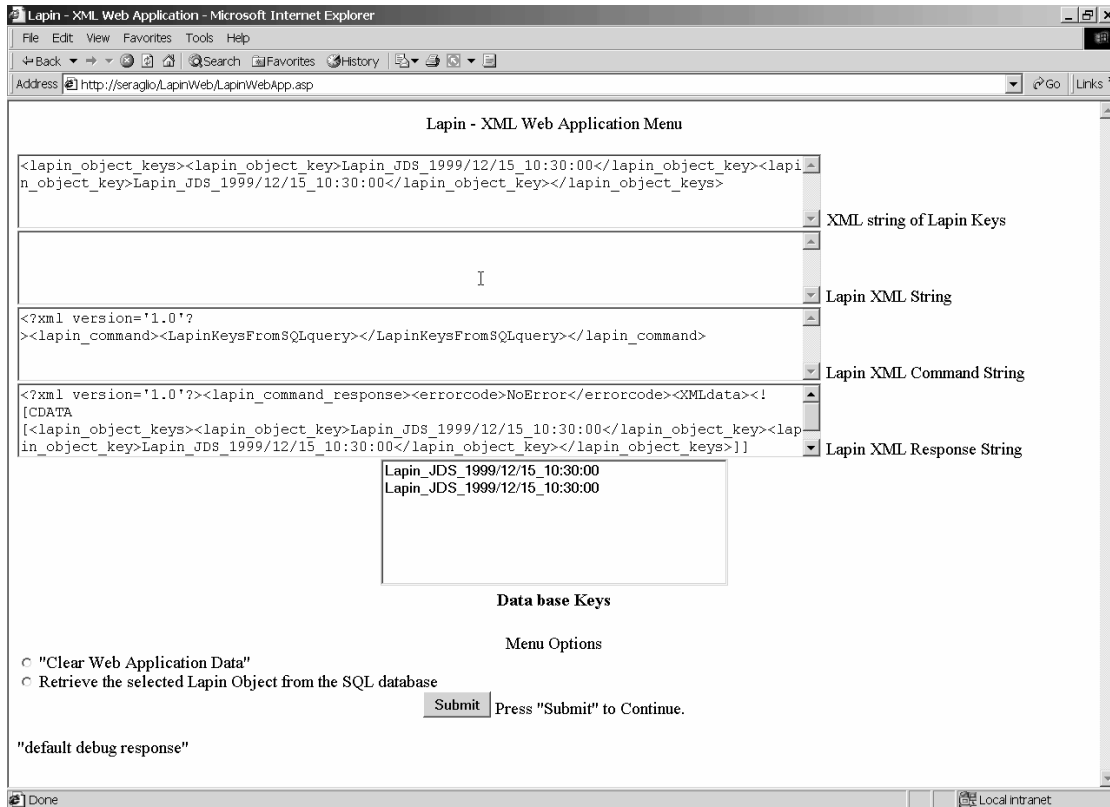 Lapin - XML Web Application - Microsoft Internet Explorer
File Edit View Favorites Tools Help
Back Search Favorites History
Address http://seraglio/LapinWeb/LapinWebApp.asp Go Links
Lapin - XML Web Application Menu
<lapin_object_keys><lapin_object_key>Lapin_JDS_1999/12/15_10:30:00</lapin_object_key><lapi
n_object_key>Lapin_JDS_1999/12/15_10:30:00</lapin_object_key></lapin_object_keys>
XML string of Lapin Keys
Lapin XML String
<?xml version='1.0'?
><lapin_command><LapinKeysFromSQLquery></LapinKeysFromSQLquery></lapin_command>
Lapin XML Command String
<?xml version='1.0'?><lapin_command_response><errorcode>NoError</errorcode><XMLdata><!
[CDATA
[<lapin_object_keys><lapin_object_key>Lapin_JDS_1999/12/15_10:30:00</lapin_object_key><lap
in_object_key>Lapin_JDS_1999/12/15_10:30:00</lapin_object_key></lapin_object_keys>]]
Lapin XML Response String
Lapin_JDS_1999/12/15_10:30:00
Lapin_JDS_1999/12/15_10:30:00
Data base Keys
Menu Options
"Clear Web Application Data"
Retrieve the selected Lapin Object from the SQL database
Submit Press "Submit" to Continue.
"default debug response"
Done Local intranet